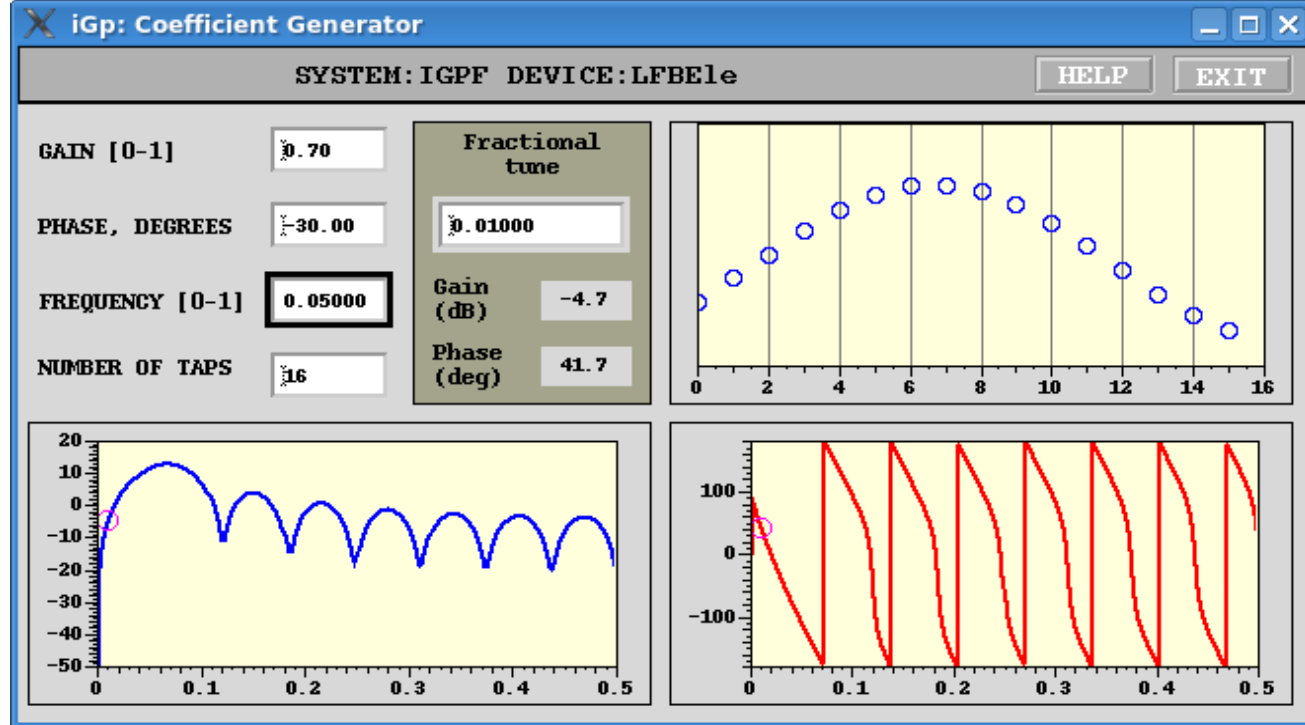 iGp: Coefficient Generator
SYSTEM:IGPF DEVICE:LFBEle
HELP
EXIT
GAIN [0-1]
0.70
PHASE, DEGREES
-30.00
FREQUENCY [0-1]
0.05000
NUMBER OF TAPS
16
Fractional
tune
0.01000
Gain
(dB)
-4.7
Phase
(deg)
41.7
0 2 4 6 8 10 12 14 16
20
10
0
-10
-20
-30
-40
-50
0 0.1 0.2 0.3 0.4 0.5
100
0
-100
0 0.1 0.2 0.3 0.4 0.5